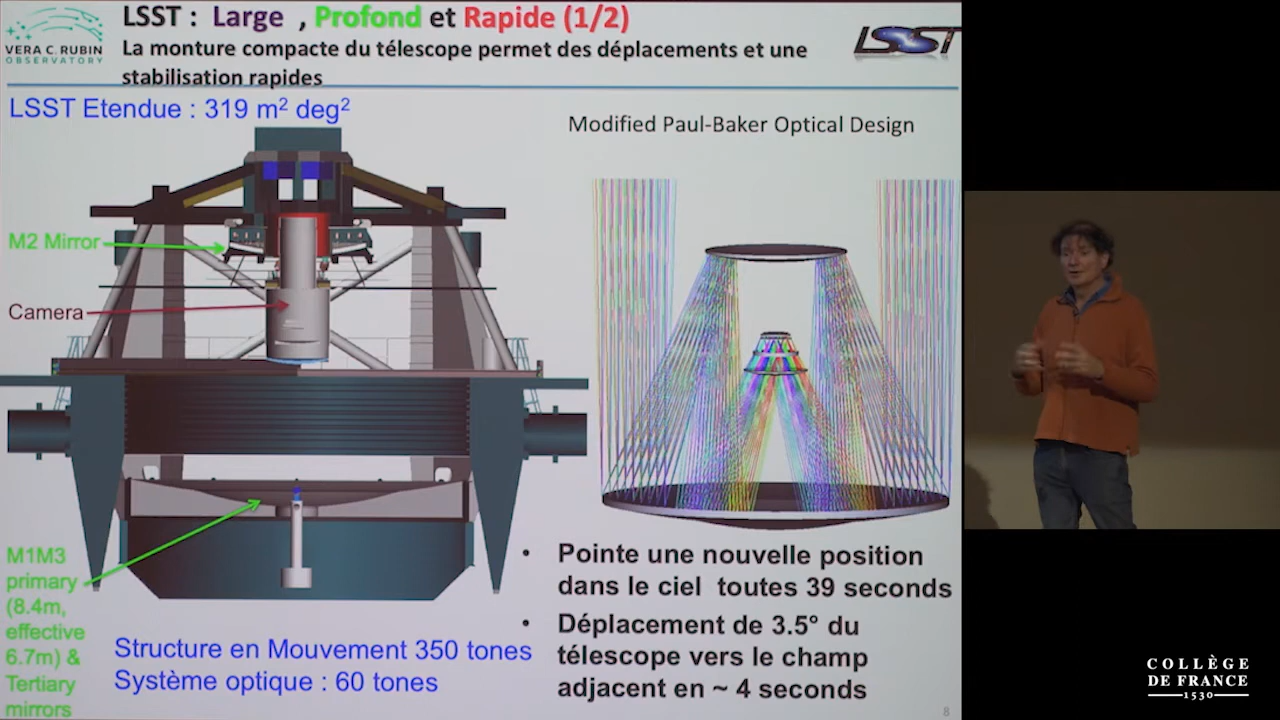 VERA C. RUBIN
OBSERVATORY
LSST : Large , Profond et Rapide (1/2)
La monture compacte du télescope permet des déplacements et une
stabilisation rapides
LSST
LSST Etendue : 319 m² deg²
Modified Paul-Baker Optical Design
M2 Mirror
Camera
M1M3
primary
(8.4m,
effective
6.7m) &
Tertiary
mirrors
Structure en Mouvement 350 tones
Système optique : 60 tones
• Pointe une nouvelle position
dans le ciel toutes 39 seconds
• Déplacement de 3.5° du
télescope vers le champ
adjacent en ~ 4 seconds
8
COLLÈGE
DE FRANCE
1530